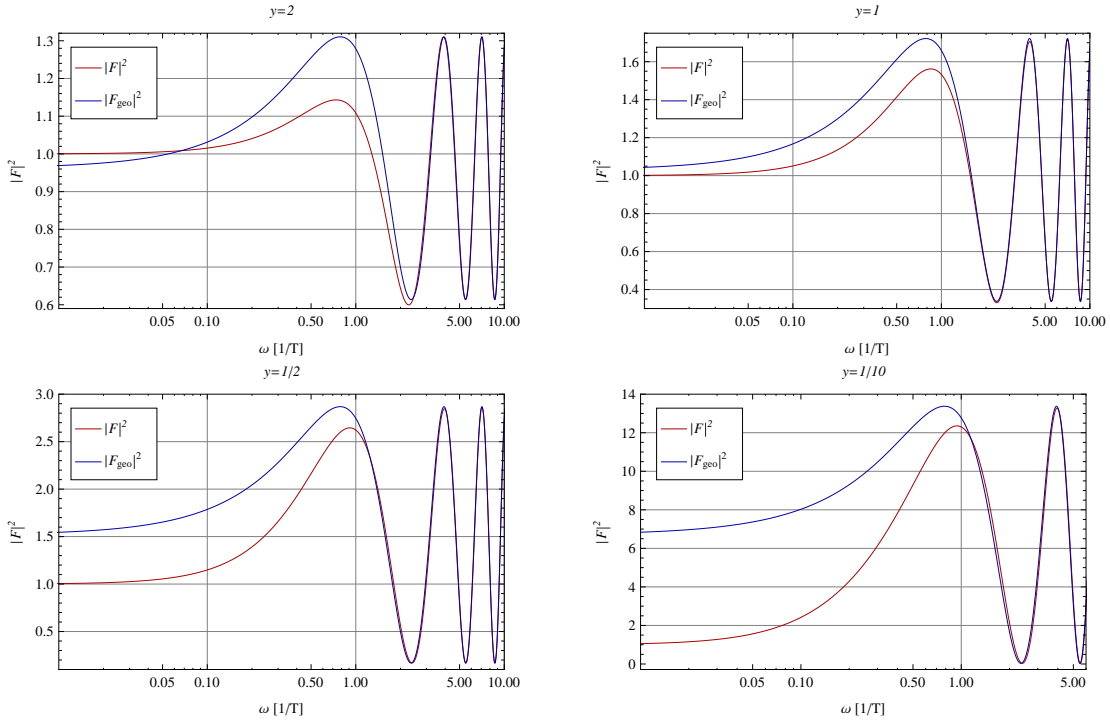 y=2
1.3
1.2
1.1
1.0
0.9
0.8
0.7
0.6
|F|²
|F|²
|F_geo|²
0.05 0.10 0.50 1.00 5.00 10.00
ω [1/T]
y=1
1.6
1.4
1.2
1.0
0.8
0.6
0.4
|F|²
|F|²
|F_geo|²
0.05 0.10 0.50 1.00 5.00 10.00
ω [1/T]
y=1/2
3.0
2.5
2.0
1.5
1.0
0.5
|F|²
|F|²
|F_geo|²
0.05 0.10 0.50 1.00 5.00 10.00
ω [1/T]
y=1/10
14
12
10
8
6
4
2
0
|F|²
|F|²
|F_geo|²
0.05 0.10 0.50 1.00 5.00
ω [1/T]